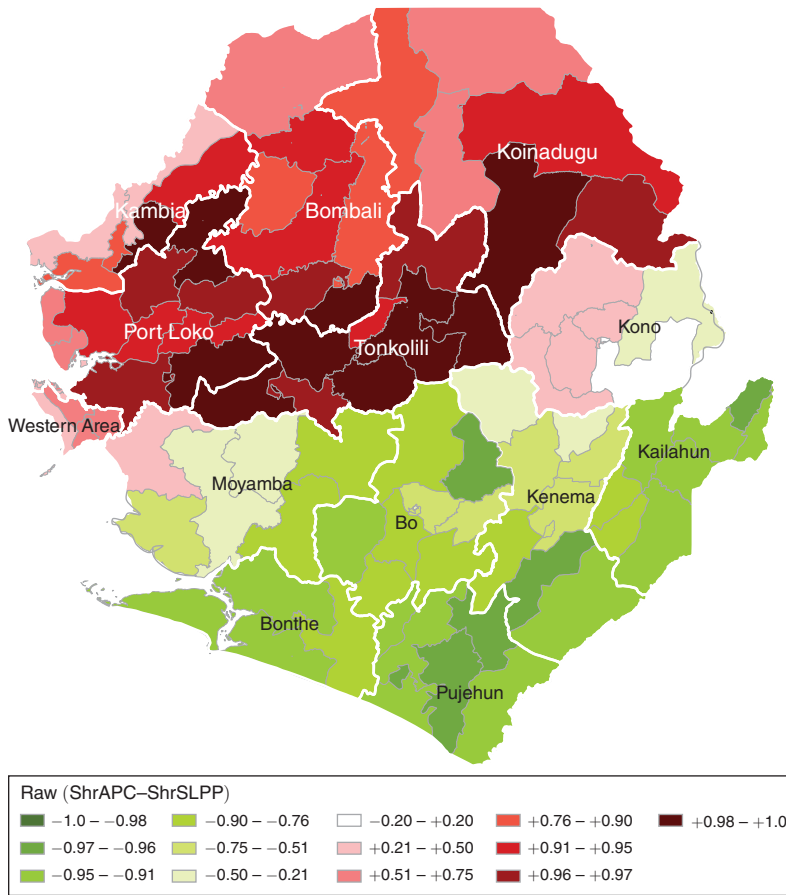 Koinadugu
Kambia
Bombali
Port Loko
Kono
Tonkolili
Western Area
Kailahun
Moyamba
Kenema
Bo
Bonthe
Pujehun
Raw (ShrAPC–ShrSLPP)
−1.0 – −0.98 −0.90 – −0.76 −0.20 – +0.20 +0.76 – +0.90 +0.98 – +1.0
−0.97 – −0.96 −0.75 – −0.51 +0.21 – +0.50 +0.91 – +0.95
−0.95 – −0.91 −0.50 – −0.21 +0.51 – +0.75 +0.96 – +0.97